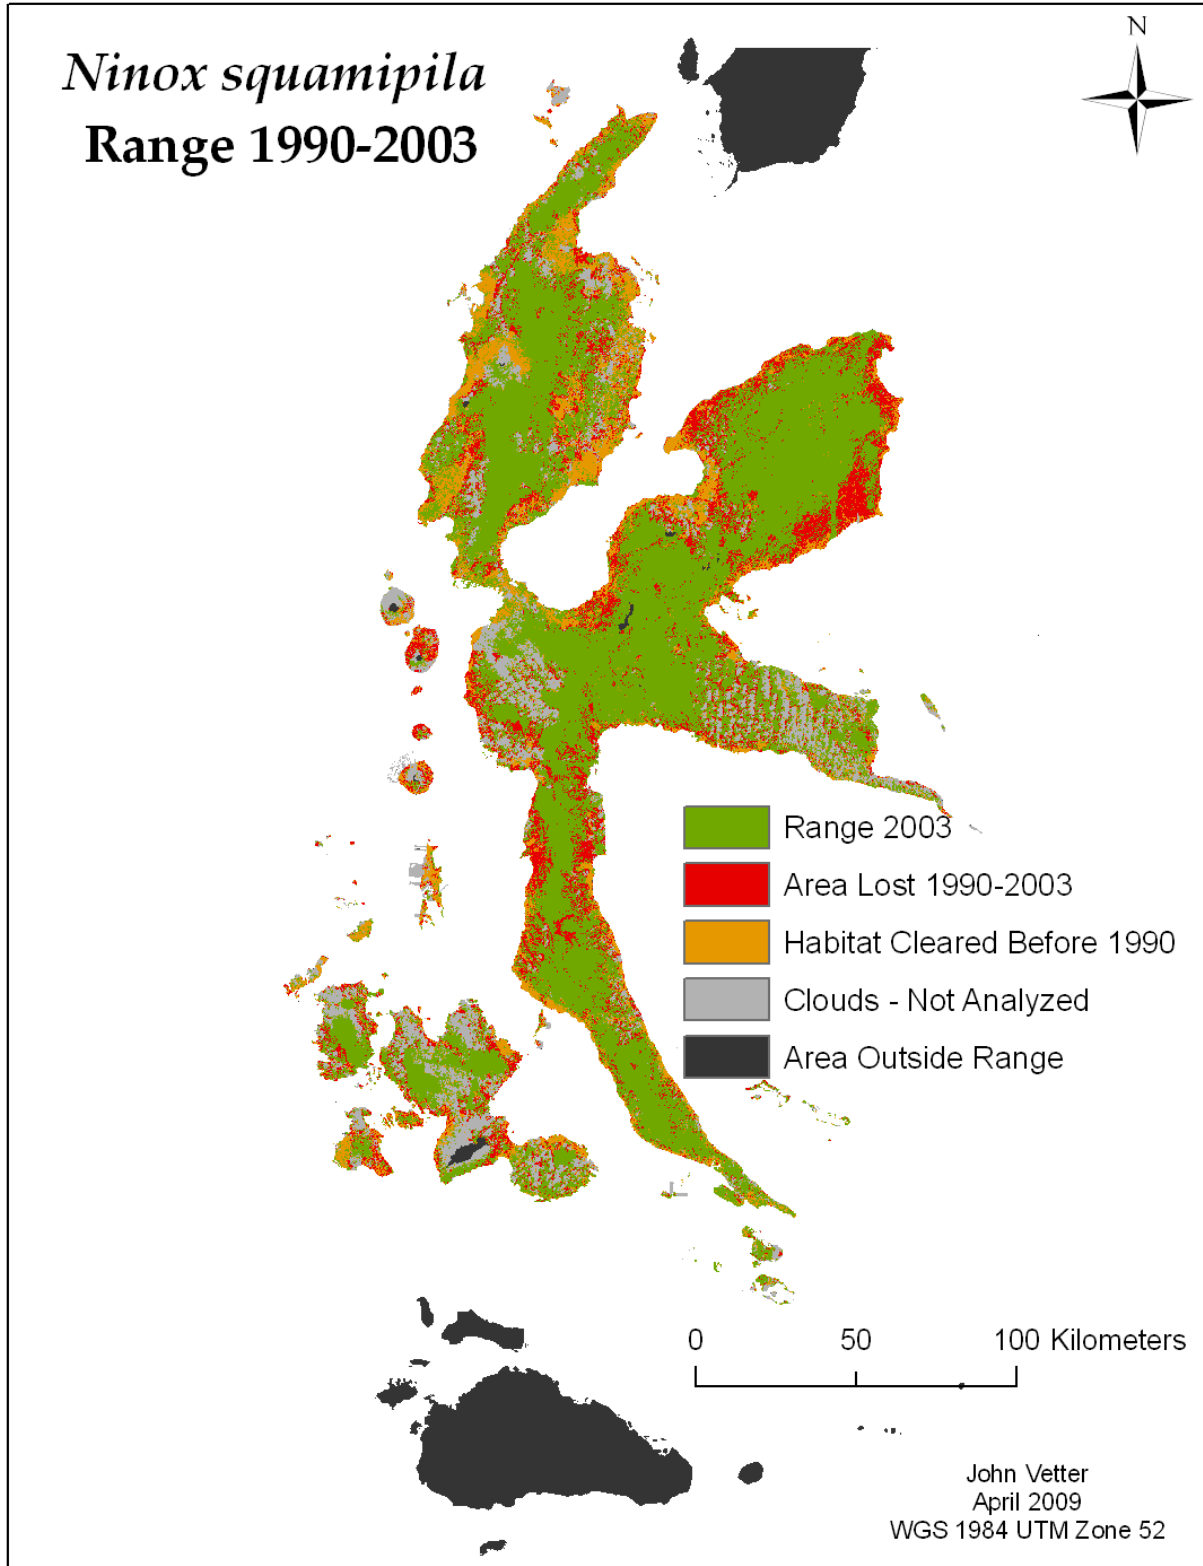 Ninox squamipila
Range 1990-2003
N
Range 2003
Area Lost 1990-2003
Habitat Cleared Before 1990
Clouds - Not Analyzed
Area Outside Range
0 50 100 Kilometers
John Vetter
April 2009
WGS 1984 UTM Zone 52